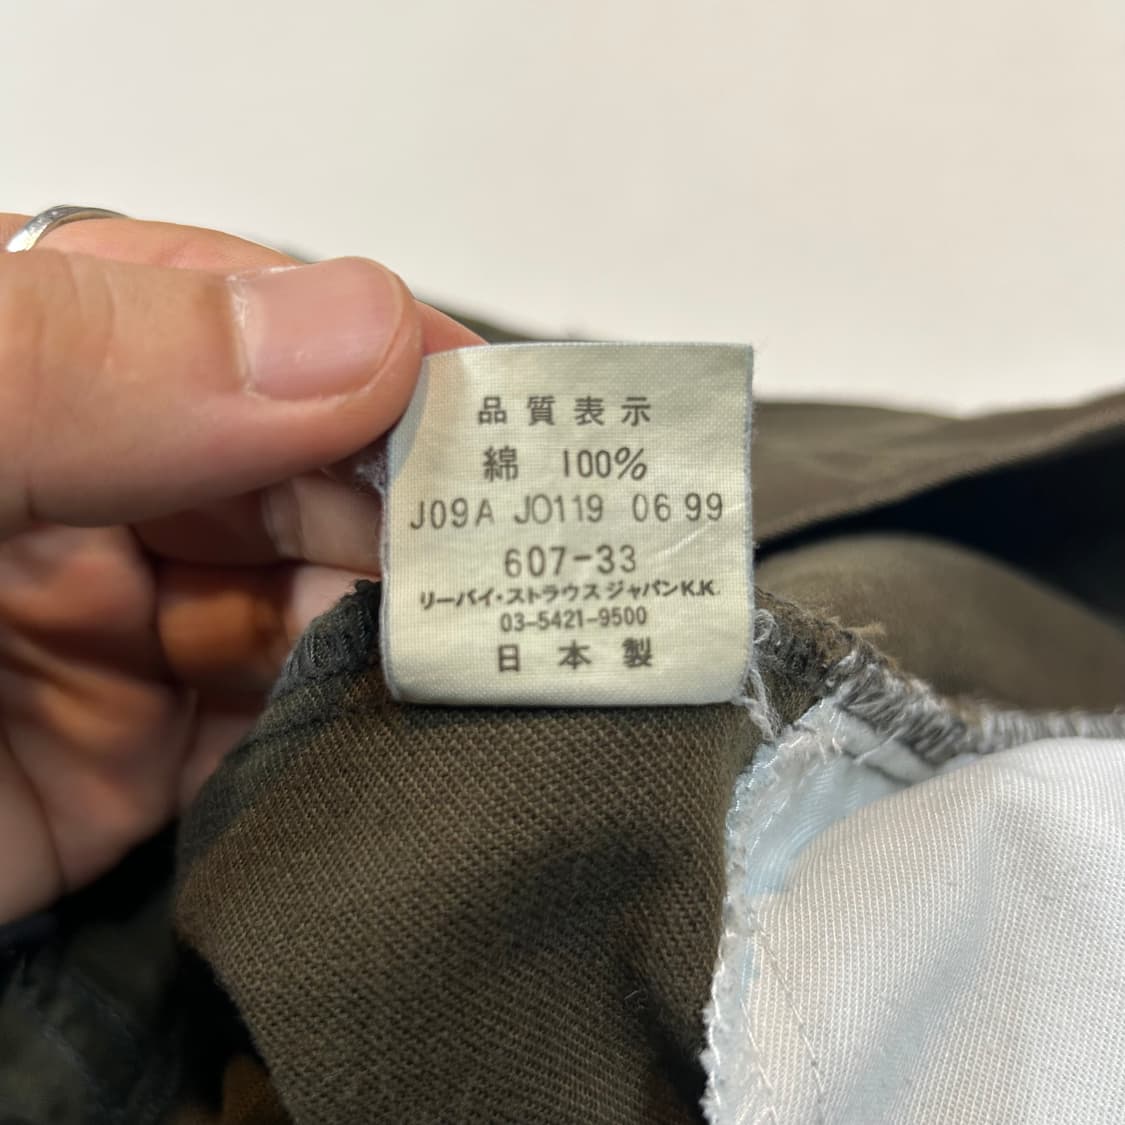 品質表示
綿 100%
J09A JO119 06 99
607-33
リーバイ・ストラウス ジャパンK.K.
03-5421-9500
日本製